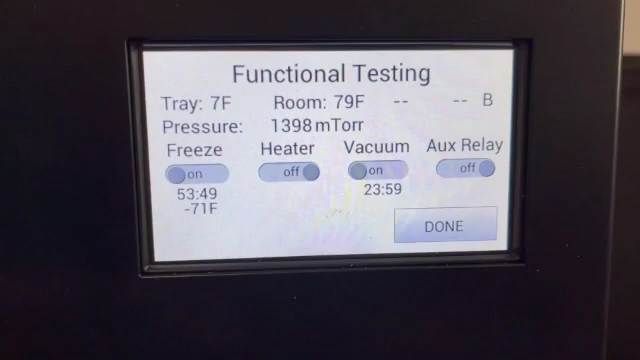 Functional Testing
Tray: 7F Room: 79F -- -- B
Pressure: 1398 mTorr
Freeze Heater Vacuum Aux Relay
on off on off
53:49 23:59
-71F
DONE